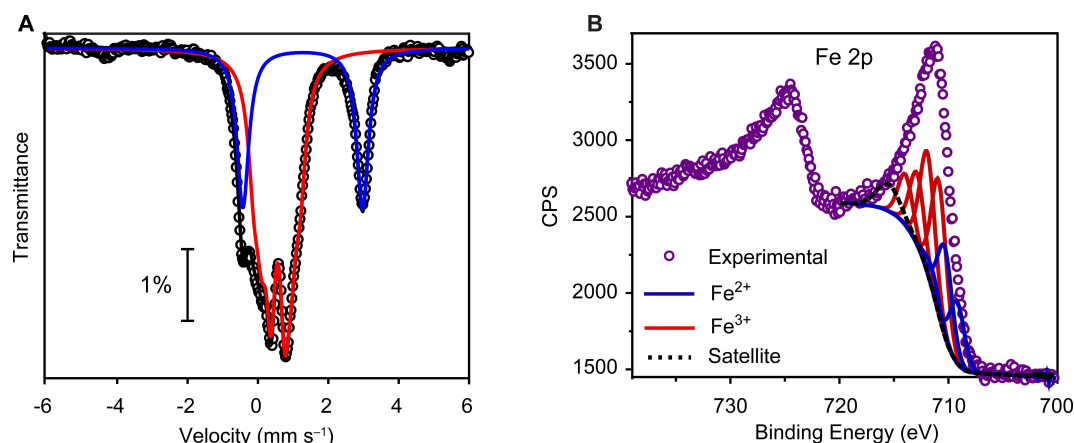 A
Transmittance
1%
-6 -4 -2 0 2 4 6
Velocity (mm s⁻¹)
B
Fe 2p
CPS
3500
3000
2500
2000
1500
Experimental
Fe²⁺
Fe³⁺
Satellite
730 720 710 700
Binding Energy (eV)